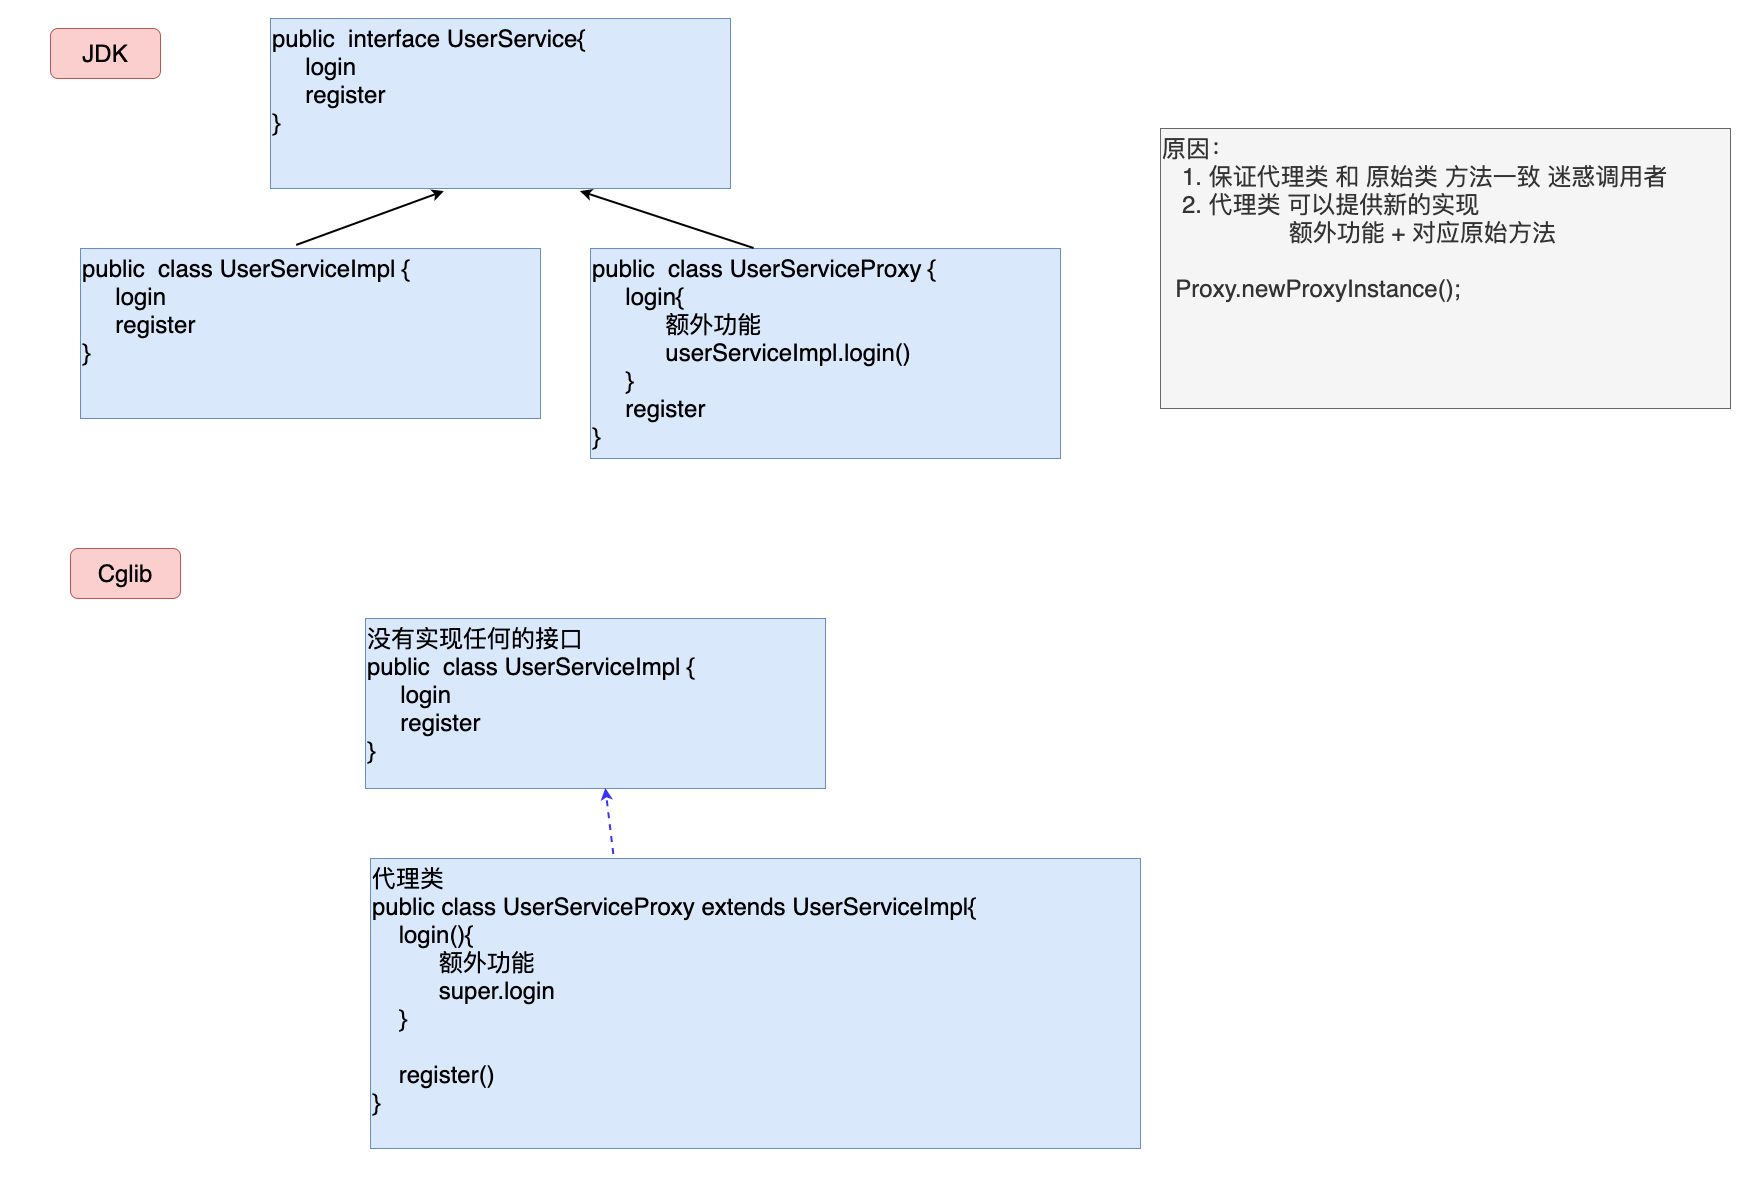 JDK
public  interface UserService{
login
register
}
public  class UserServiceImpl {
login
register
}
public  class UserServiceProxy {
login{
额外功能
userServiceImpl.login()
}
register
}
原因：
1. 保证代理类 和 原始类 方法一致 迷惑调用者
2. 代理类 可以提供新的实现
额外功能 + 对应原始方法
Proxy.newProxyInstance();
Cglib
没有实现任何的接口
public  class UserServiceImpl {
login
register
}
代理类
public class UserServiceProxy extends UserServiceImpl{
login(){
额外功能
super.login
}
register()
}